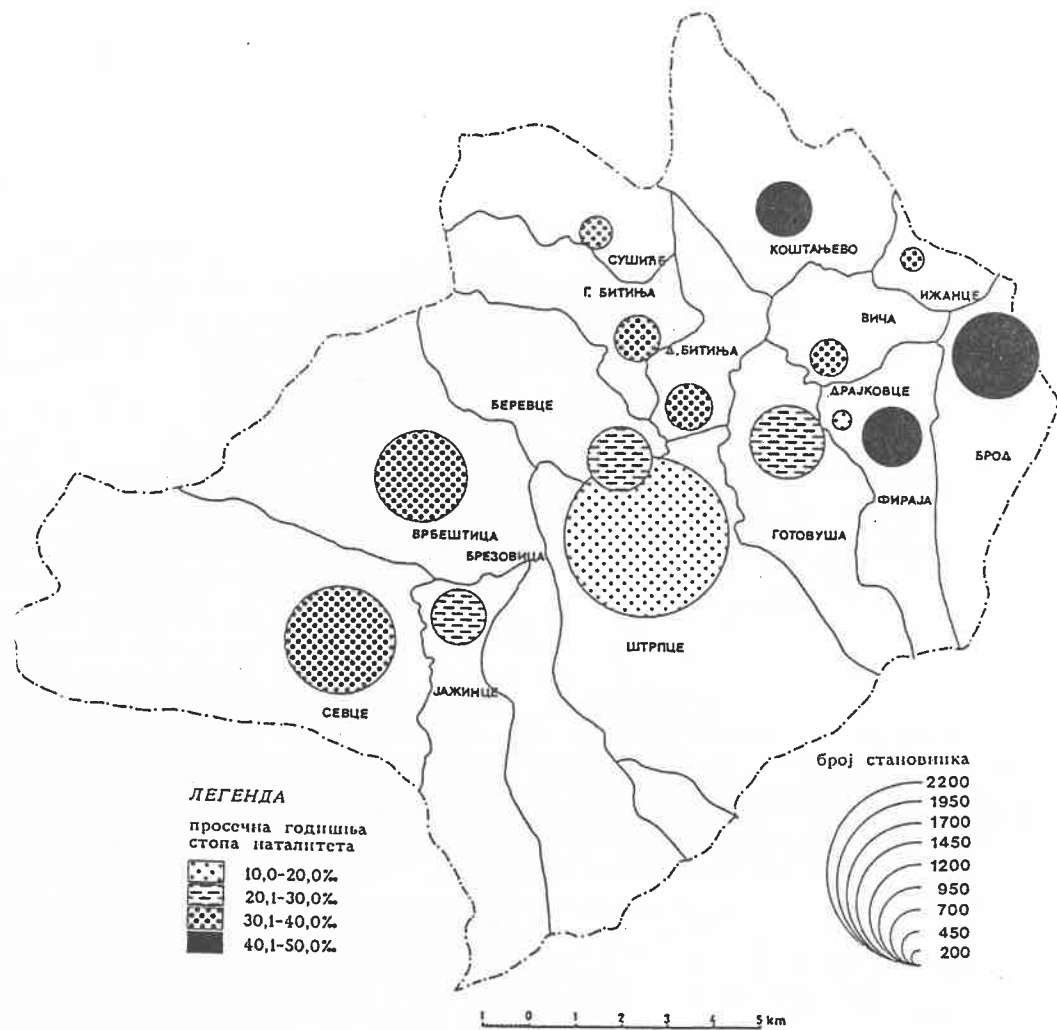 КОШТАЊЕВО
СУШИЋЕ
ИЖАНЦЕ
Г. БИТИЊА
ВИЧА
Д. БИТИЊА
ДРАЈКОВЦЕ
БЕРЕВЦЕ
БРОД
ФИРАЈА
ВРБЕШТИЦА
ГОТОВУША
БРЕЗОВИЦА
ШТРПЦЕ
ЈАЖИНЦЕ
СЕВЦЕ
ЛЕГЕНДА
просечна годишња
стопа наталитета
10,0-20,0‰
20,1-30,0‰
30,1-40,0‰
40,1-50,0‰
број становника
2200
1950
1700
1450
1200
950
700
450
200
1 0 1 2 3 4 5 km